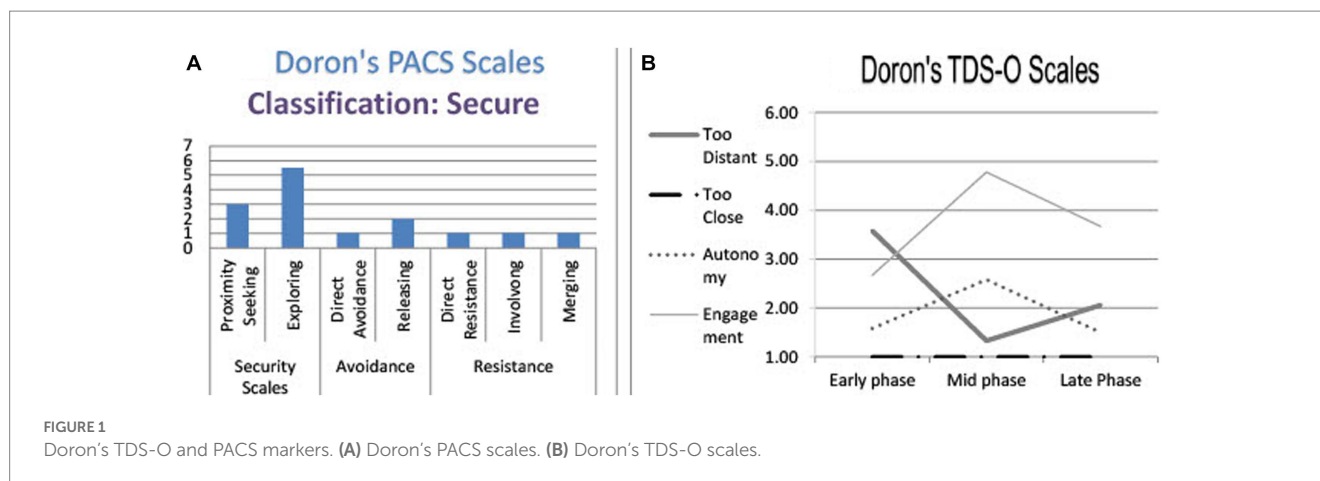 A
Doron's PACS Scales
Classification: Secure
7
6
5
4
3
2
1
0
Proximity
Seeking
Exploring
Direct
Avoidance
Releasing
Direct
Resistance
Involvong
Merging
Security
Scales
Avoidance
Resistance
B
Doron's TDS-O Scales
Too
Distant
Too
Close
Autono
my
Engage
ment
6.00
5.00
4.00
3.00
2.00
1.00
Early phase
Mid phase
Late Phase
FIGURE 1
Doron's TDS-O and PACS markers. (A) Doron's PACS scales. (B) Doron's TDS-O scales.